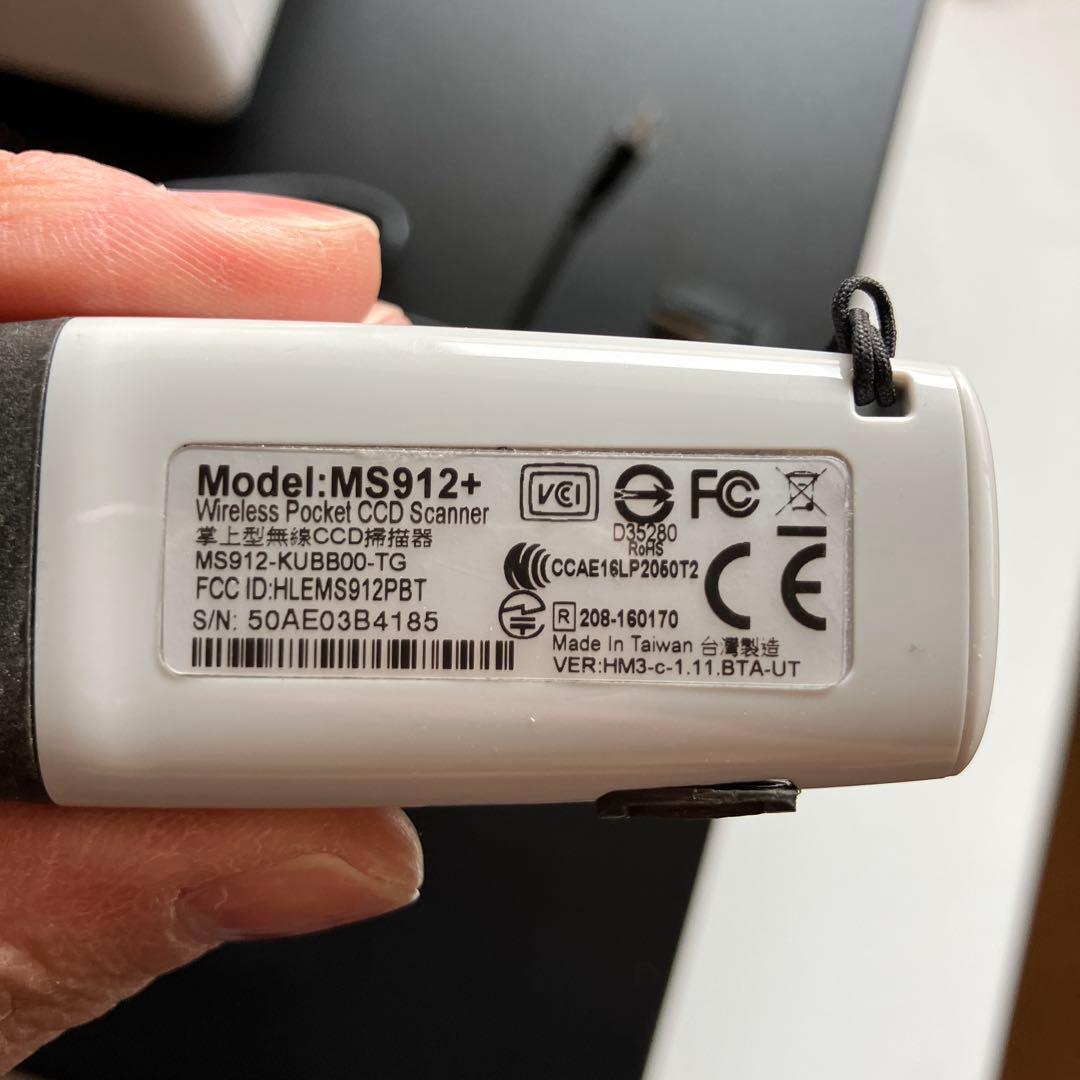 Model:MS912+
Wireless Pocket CCD Scanner
掌上型無線CCD掃描器
MS912-KUBB00-TG
FCC ID:HLEMS912PBT
S/N: 50AE03B4185
VCI
FC
D35280
RoHS
CCAE16LP2060T2
CE
R 208-160170
Made In Taiwan 台灣製造
VER:HM3-c-1.11.BTA-UT